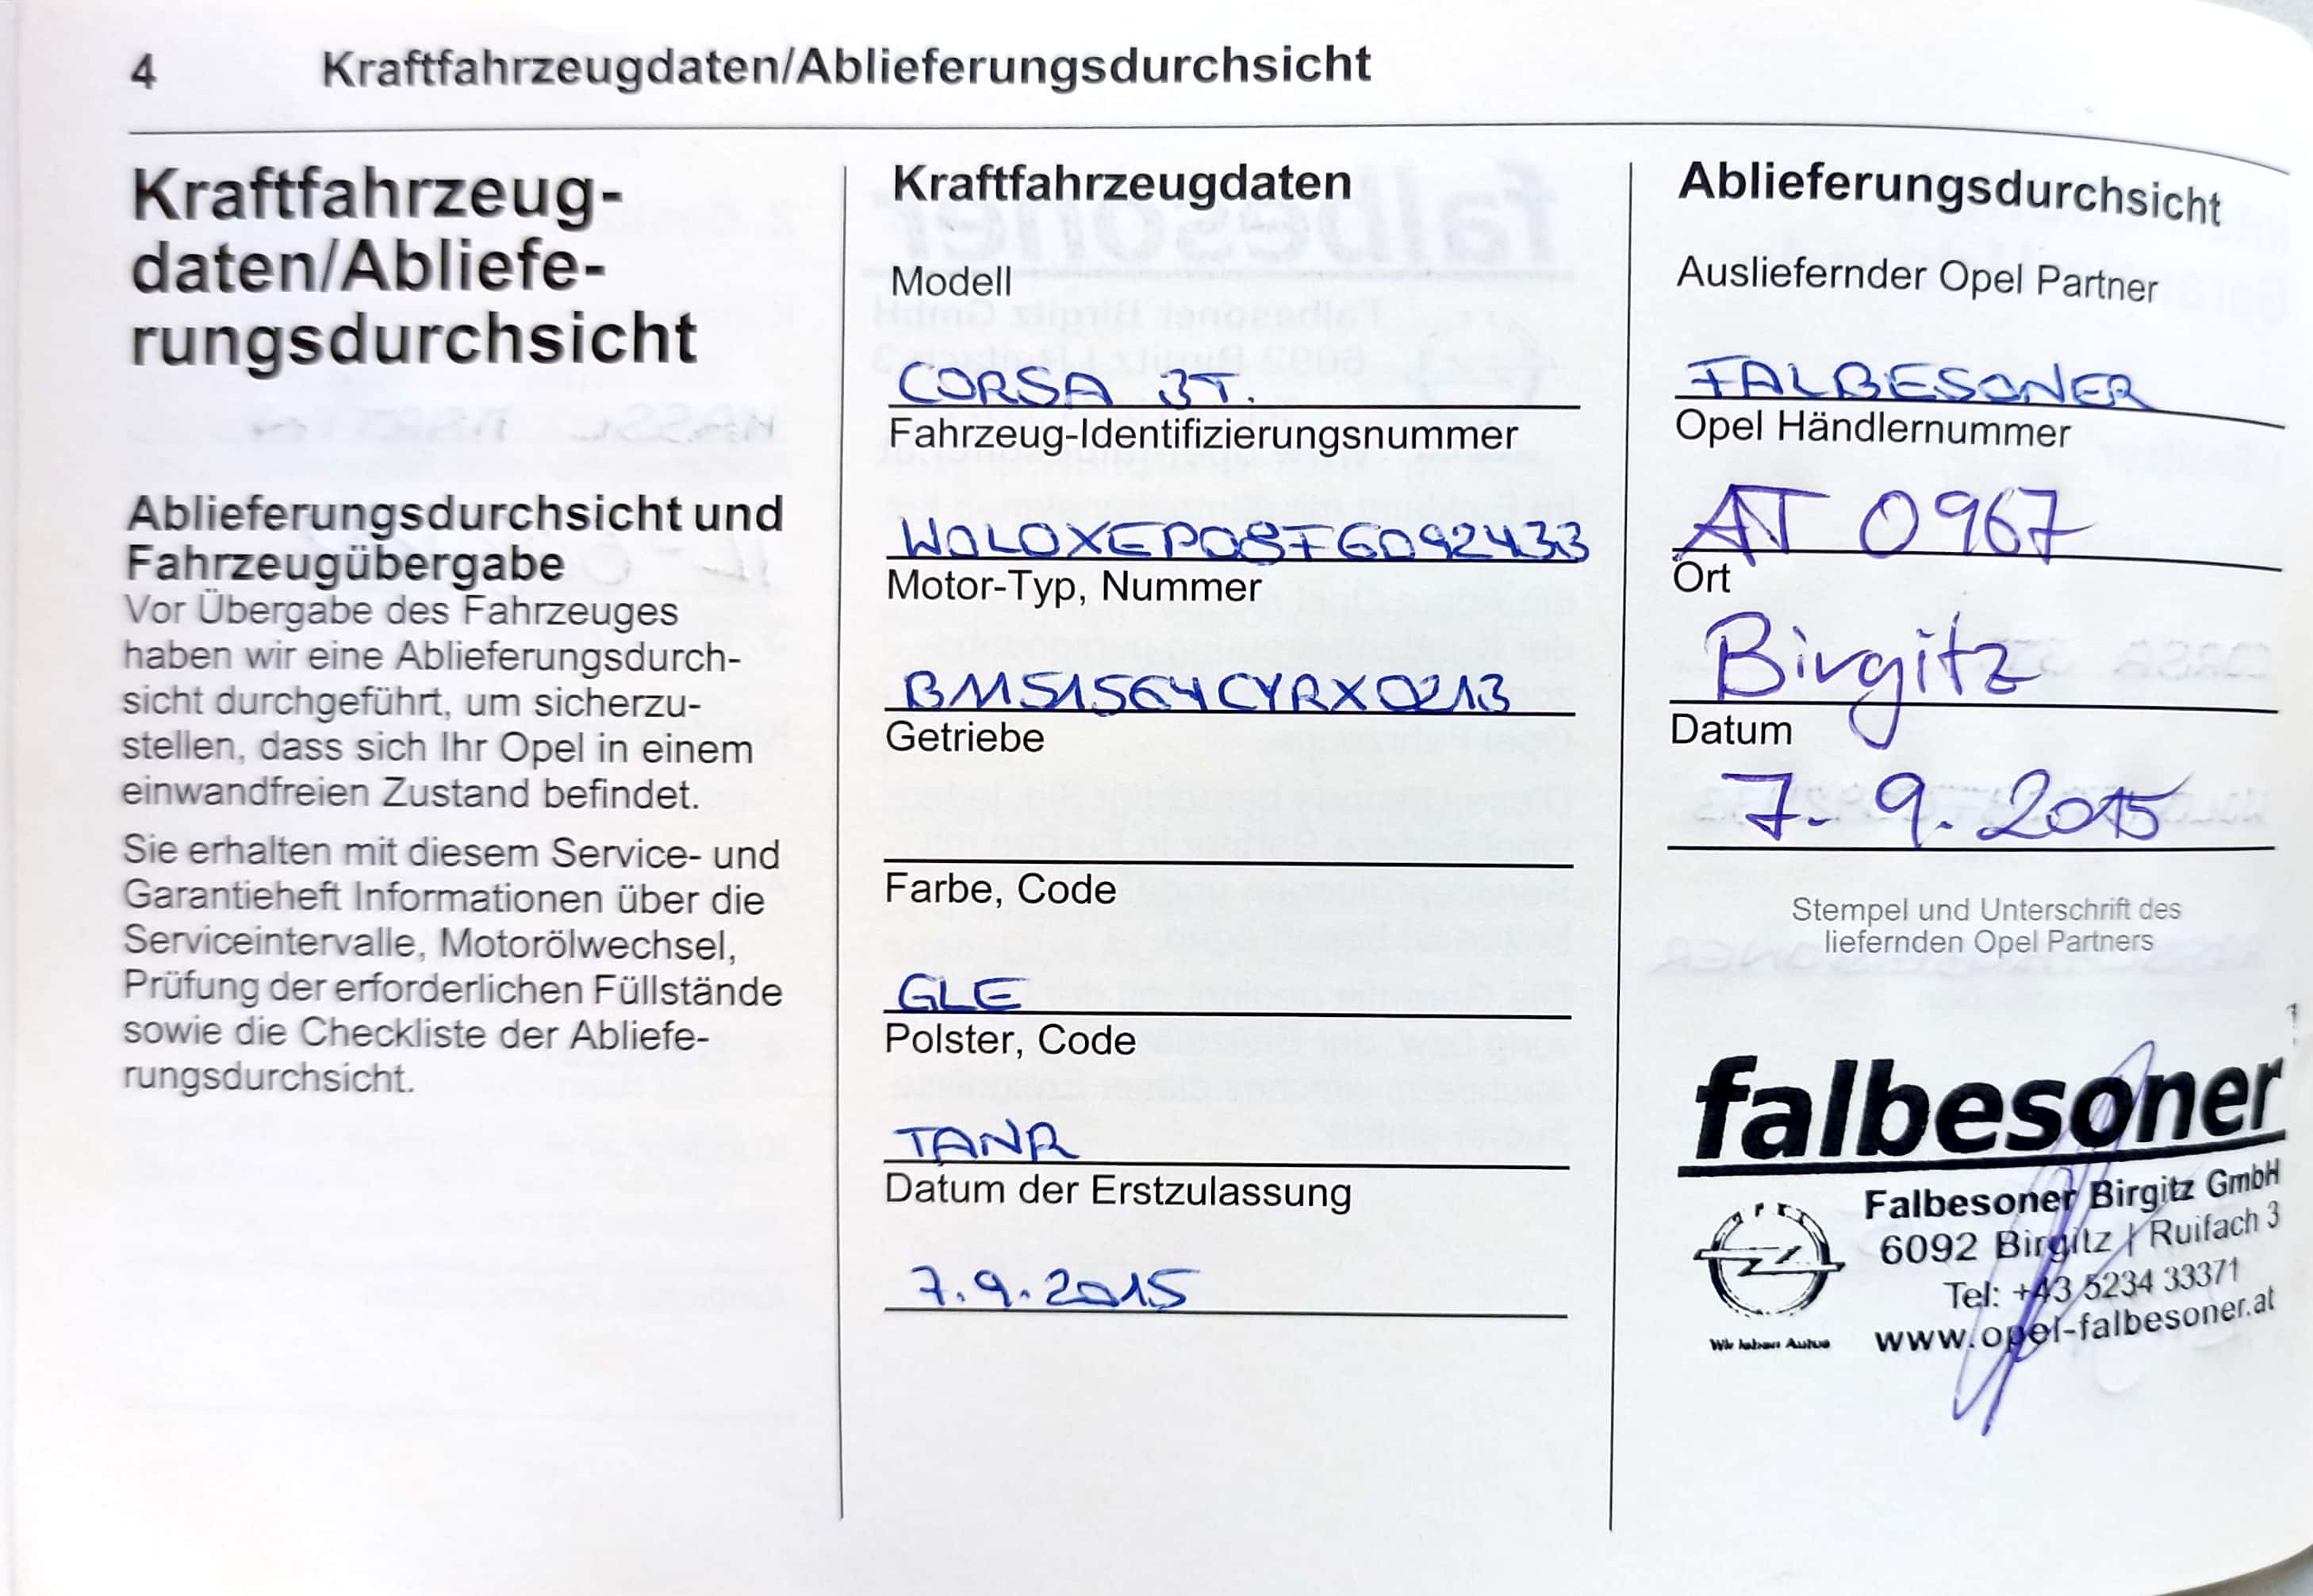 4 Kraftfahrzeugdaten/Ablieferungsdurchsicht
Kraftfahrzeug-
daten/Abliefe-
rungsdurchsicht
Ablieferungsdurchsicht und
Fahrzeugübergabe
Vor Übergabe des Fahrzeuges
haben wir eine Ablieferungsdurch-
sicht durchgeführt, um sicherzu-
stellen, dass sich Ihr Opel in einem
einwandfreien Zustand befindet.
Sie erhalten mit diesem Service- und
Garantieheft Informationen über die
Serviceintervalle, Motorölwechsel,
Prüfung der erforderlichen Füllstände
sowie die Checkliste der Abliefe-
rungsdurchsicht.
Kraftfahrzeugdaten
Modell
CORSA 3T.
Fahrzeug-Identifizierungsnummer
W0L0XEP08F6092433
Motor-Typ, Nummer
BM51564CYRX0213
Getriebe
Farbe, Code
GLE
Polster, Code
TANR
Datum der Erstzulassung
7.9.2015
Ablieferungsdurchsicht
Ausliefernder Opel Partner
FALBESONER
Opel Händlernummer
AT 0967
Ort
Birgitz
Datum
7.9.2015
Stempel und Unterschrift des
liefernden Opel Partners
falbesoner
Falbesoner Birgitz GmbH
6092 Birgitz | Ruifach 3
Tel: +43 5234 33371
www.opel-falbesoner.at
Wir leben Autos